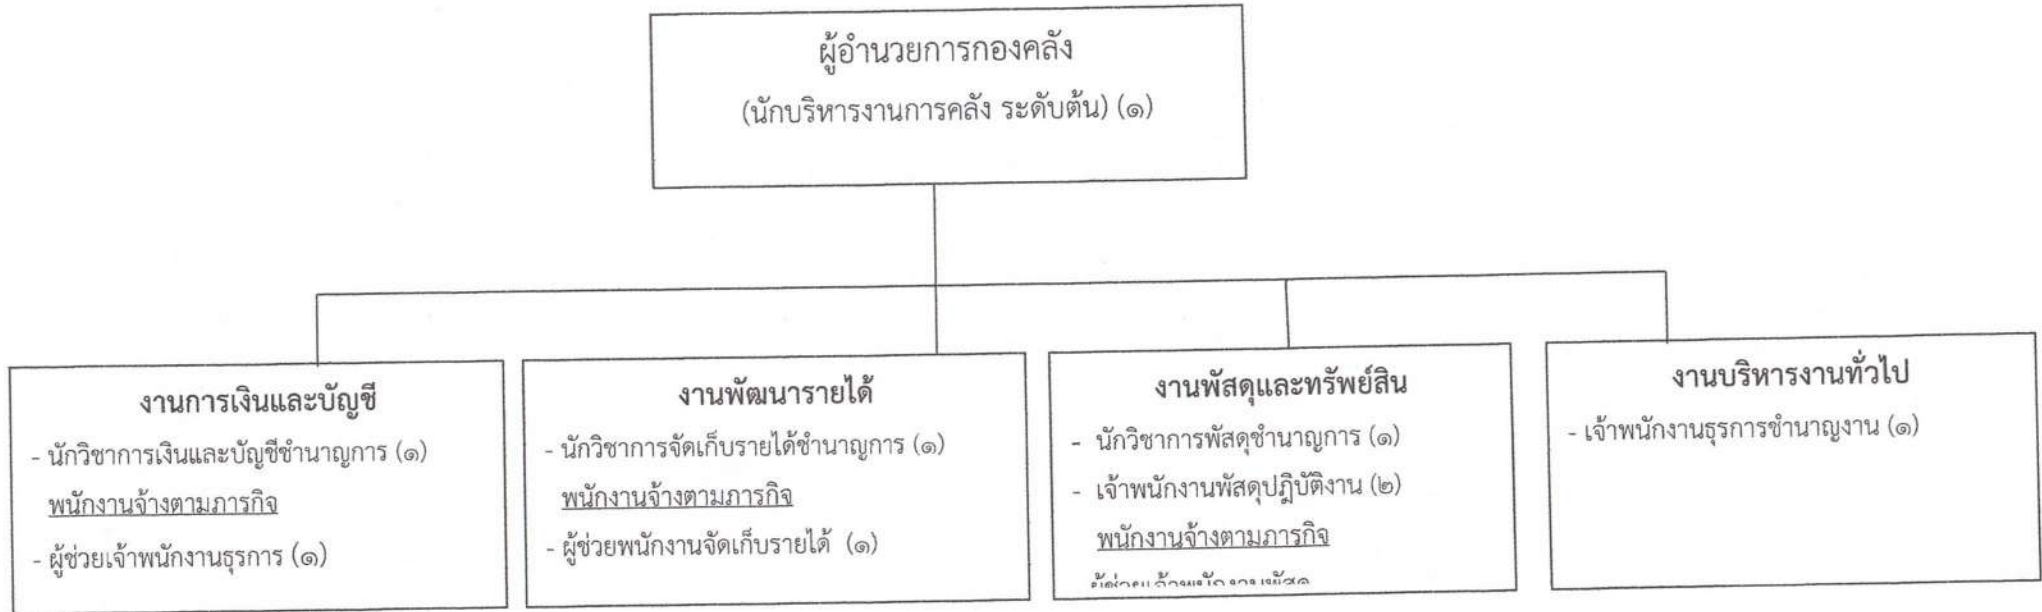 ผู้อำนวยการกองคลัง
(นักบริหารงานการคลัง ระดับต้น) (๑)
งานการเงินและบัญชี
- นักวิชาการเงินและบัญชีชำนาญการ (๑)
พนักงานจ้างตามภารกิจ
- ผู้ช่วยเจ้าพนักงานธุรการ (๑)
งานพัฒนารายได้
- นักวิชาการจัดเก็บรายได้ชำนาญการ (๑)
พนักงานจ้างตามภารกิจ
- ผู้ช่วยพนักงานจัดเก็บรายได้ (๑)
งานพัสดุและทรัพย์สิน
- นักวิชาการพัสดุชำนาญการ (๑)
- เจ้าพนักงานพัสดุปฏิบัติงาน (๒)
พนักงานจ้างตามภารกิจ
งานบริหารงานทั่วไป
- เจ้าพนักงานธุรการชำนาญงาน (๑)